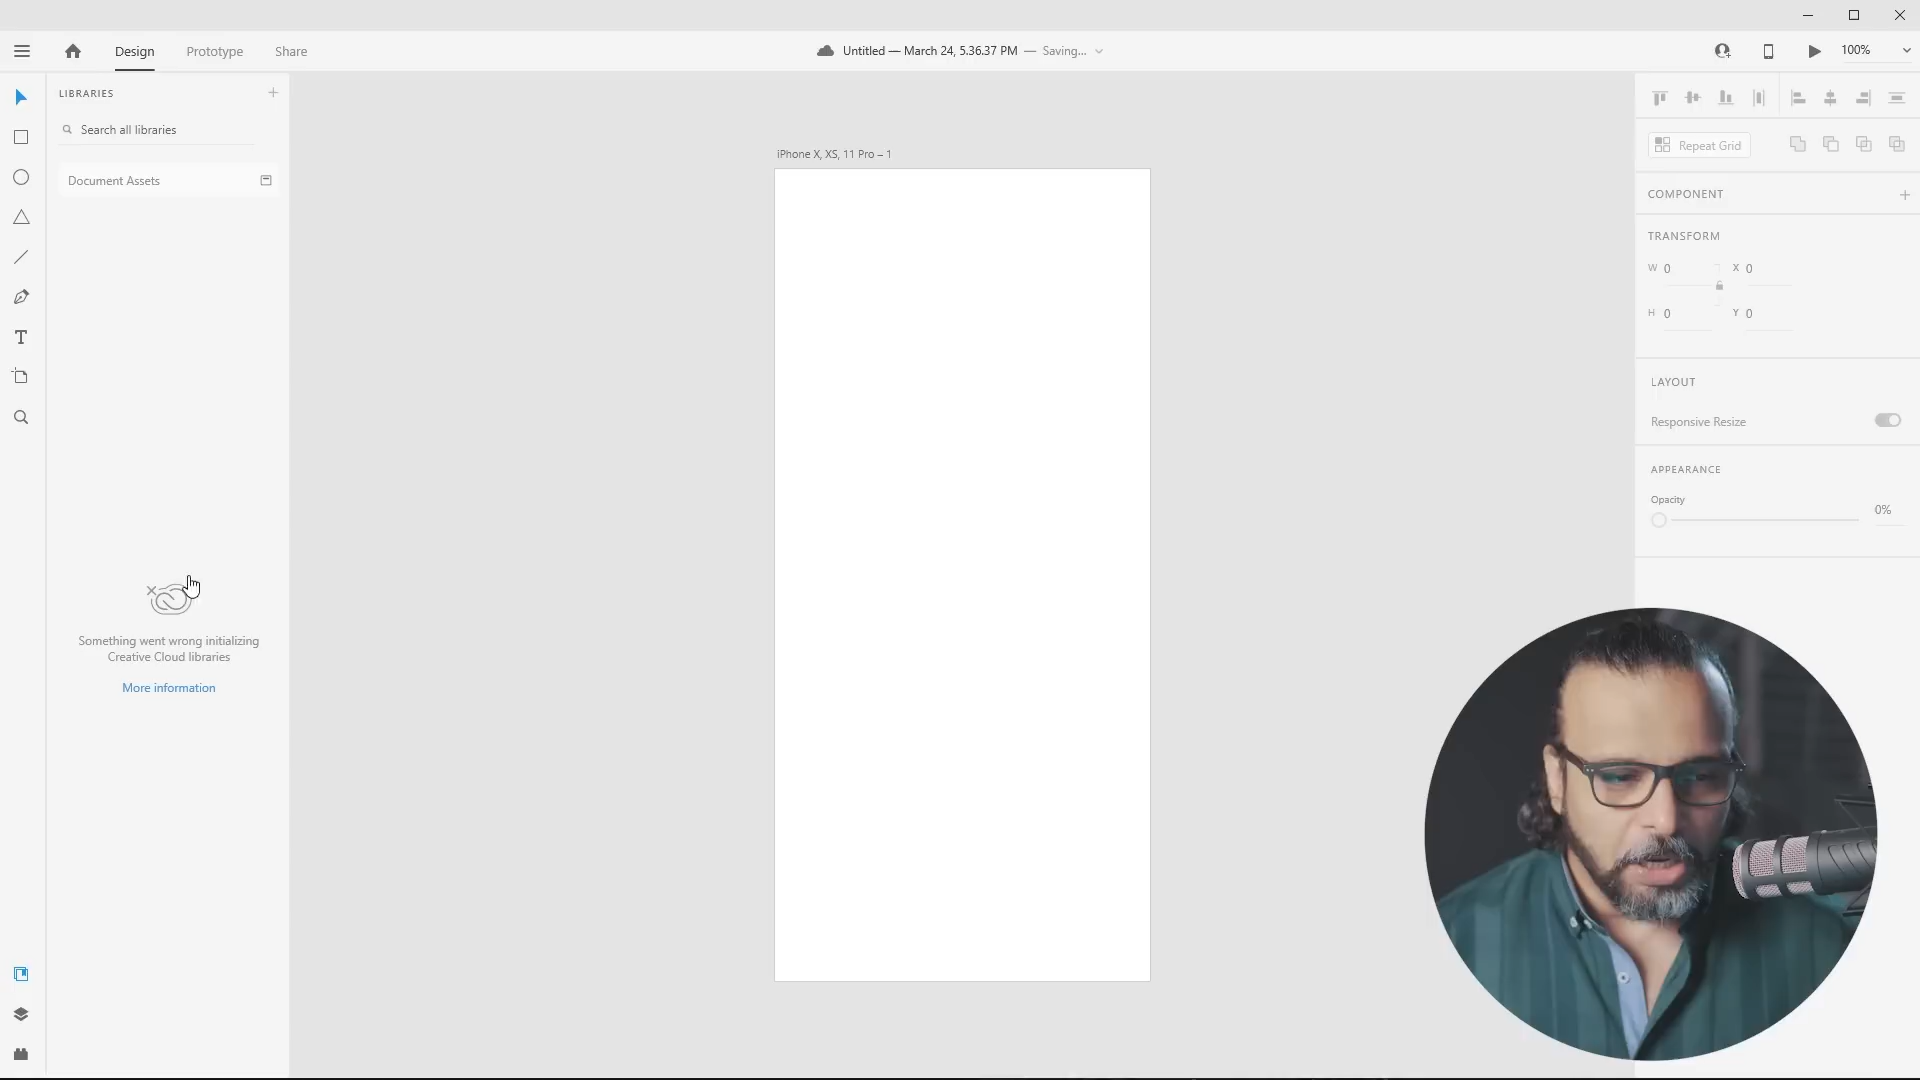 Design
Prototype
Share
Untitled — March 24, 5.36.37 PM — Saving...
100%
LIBRARIES
Search all libraries
Document Assets
Something went wrong initializing
Creative Cloud libraries
More information
iPhone X, XS, 11 Pro – 1
Repeat Grid
COMPONENT
TRANSFORM
W 0 X 0
H 0 Y 0
LAYOUT
Responsive Resize
APPEARANCE
Opacity
0%